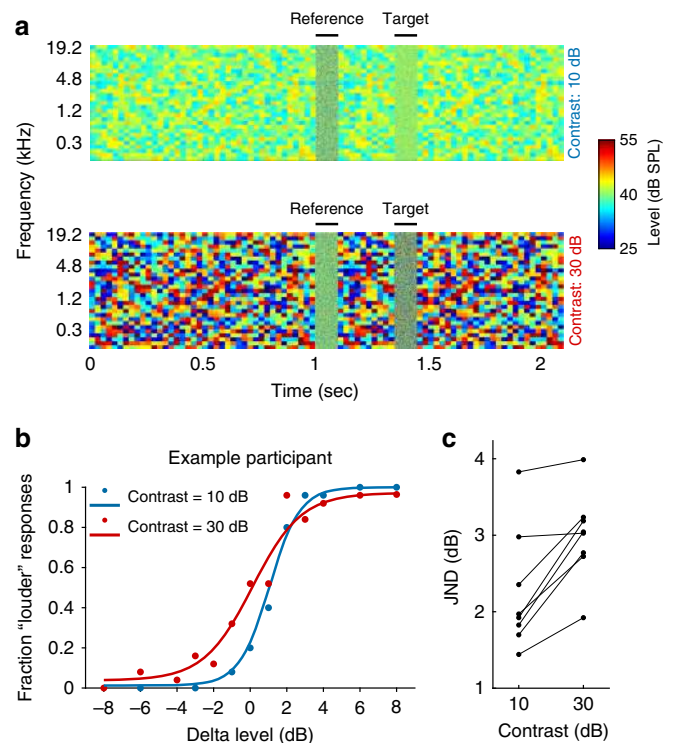 a
Reference Target
19.2
4.8
1.2
0.3
Contrast: 10 dB
Frequency (kHz)
Reference Target
19.2
4.8
1.2
0.3
Contrast: 30 dB
0 0.5 1 1.5 2
Time (sec)
55
40
25
Level (dB SPL)
b
Example participant
Contrast = 10 dB
Contrast = 30 dB
1
0.8
0.6
0.4
0.2
0
Fraction "louder" responses
–8 –6 –4 –2 0 2 4 6 8
Delta level (dB)
c
4
3
2
1
JND (dB)
10 30
Contrast (dB)